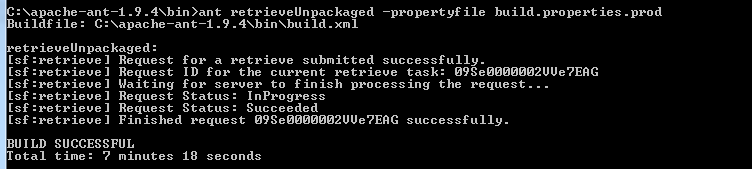 C:\apache-ant-1.9.4\bin>ant retrieveUnpackaged -propertyfile build.properties.prod
Buildfile: C:\apache-ant-1.9.4\bin\build.xml
retrieveUnpackaged:
[sf:retrieve] Request for a retrieve submitted successfully.
[sf:retrieve] Request ID for the current retrieve task: 09Se0000002VVe7EAG
[sf:retrieve] Waiting for server to finish processing the request...
[sf:retrieve] Request Status: InProgress
[sf:retrieve] Request Status: Succeeded
[sf:retrieve] Finished request 09Se0000002VVe7EAG successfully.
BUILD SUCCESSFUL
Total time: 7 minutes 18 seconds